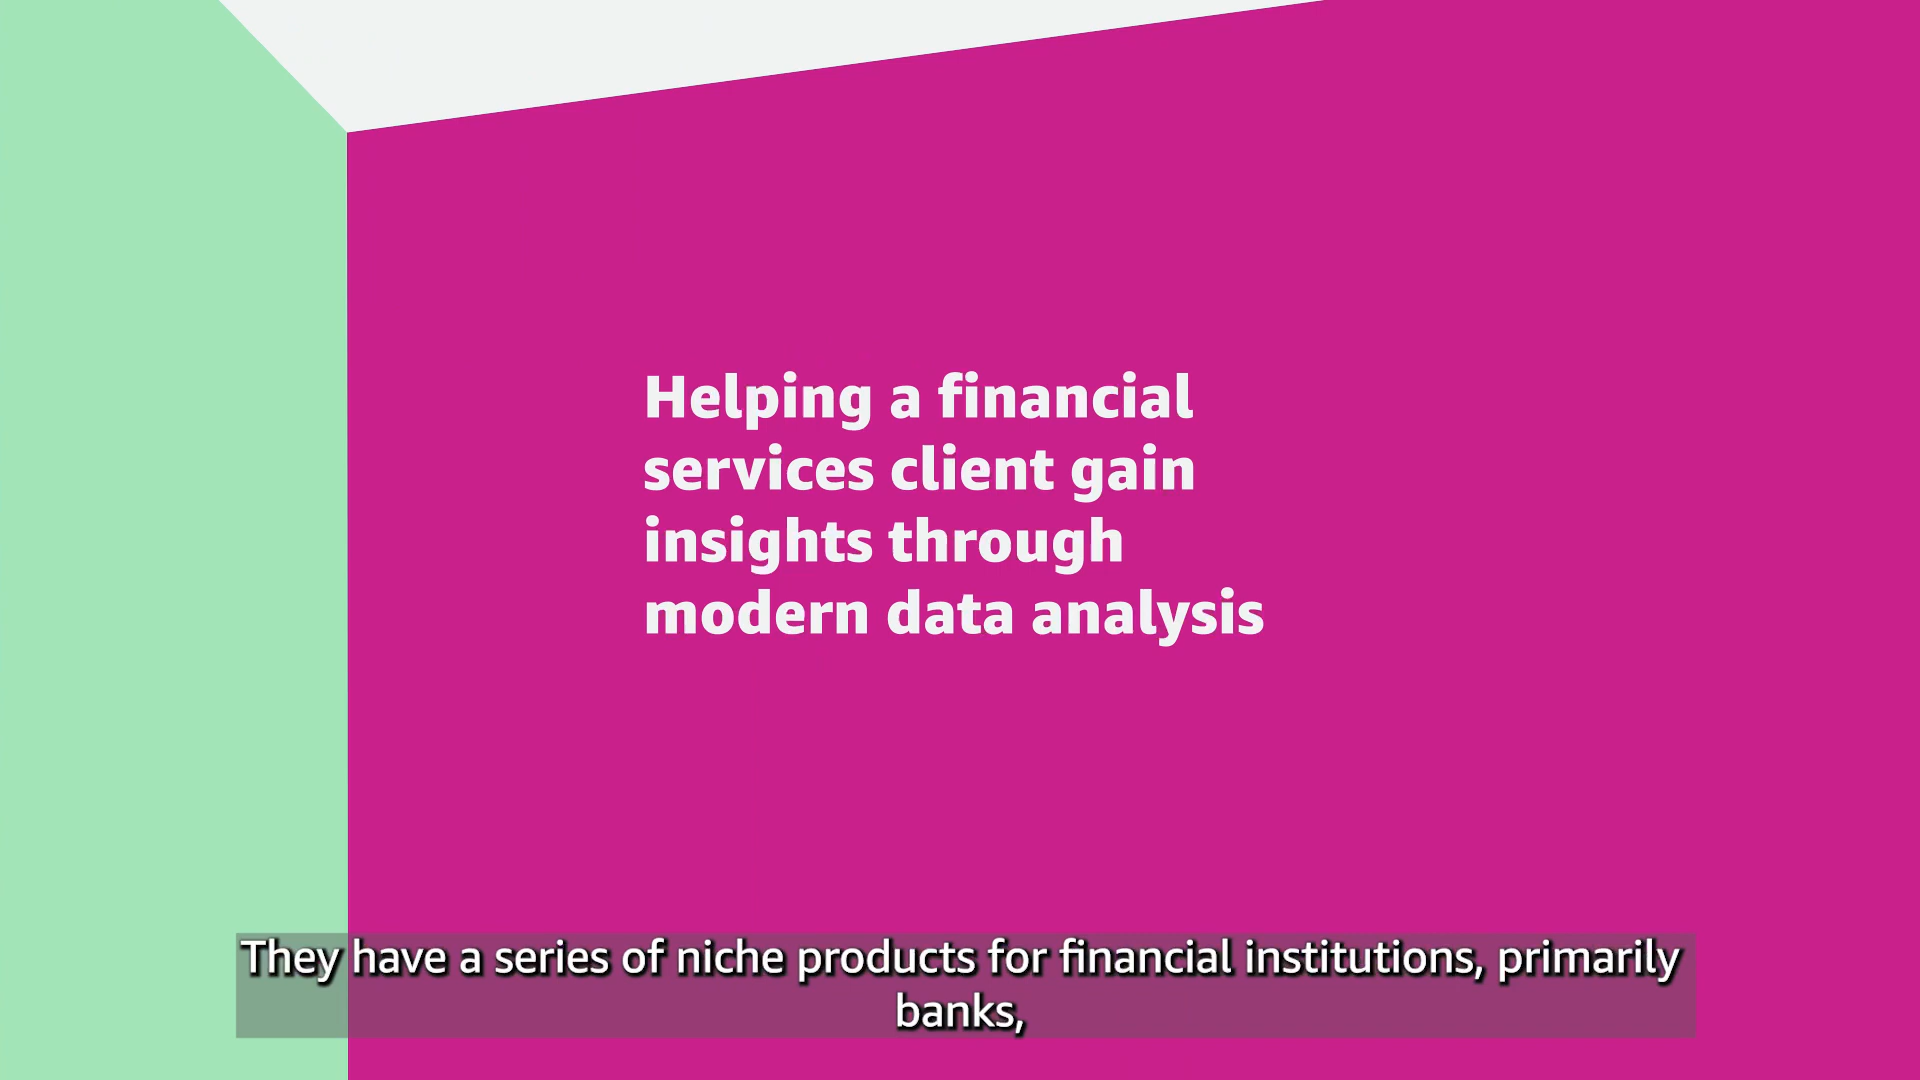 Helping a financial
services client gain
insights through
modern data analysis
They have a series of niche products for financial institutions, primarily
banks,